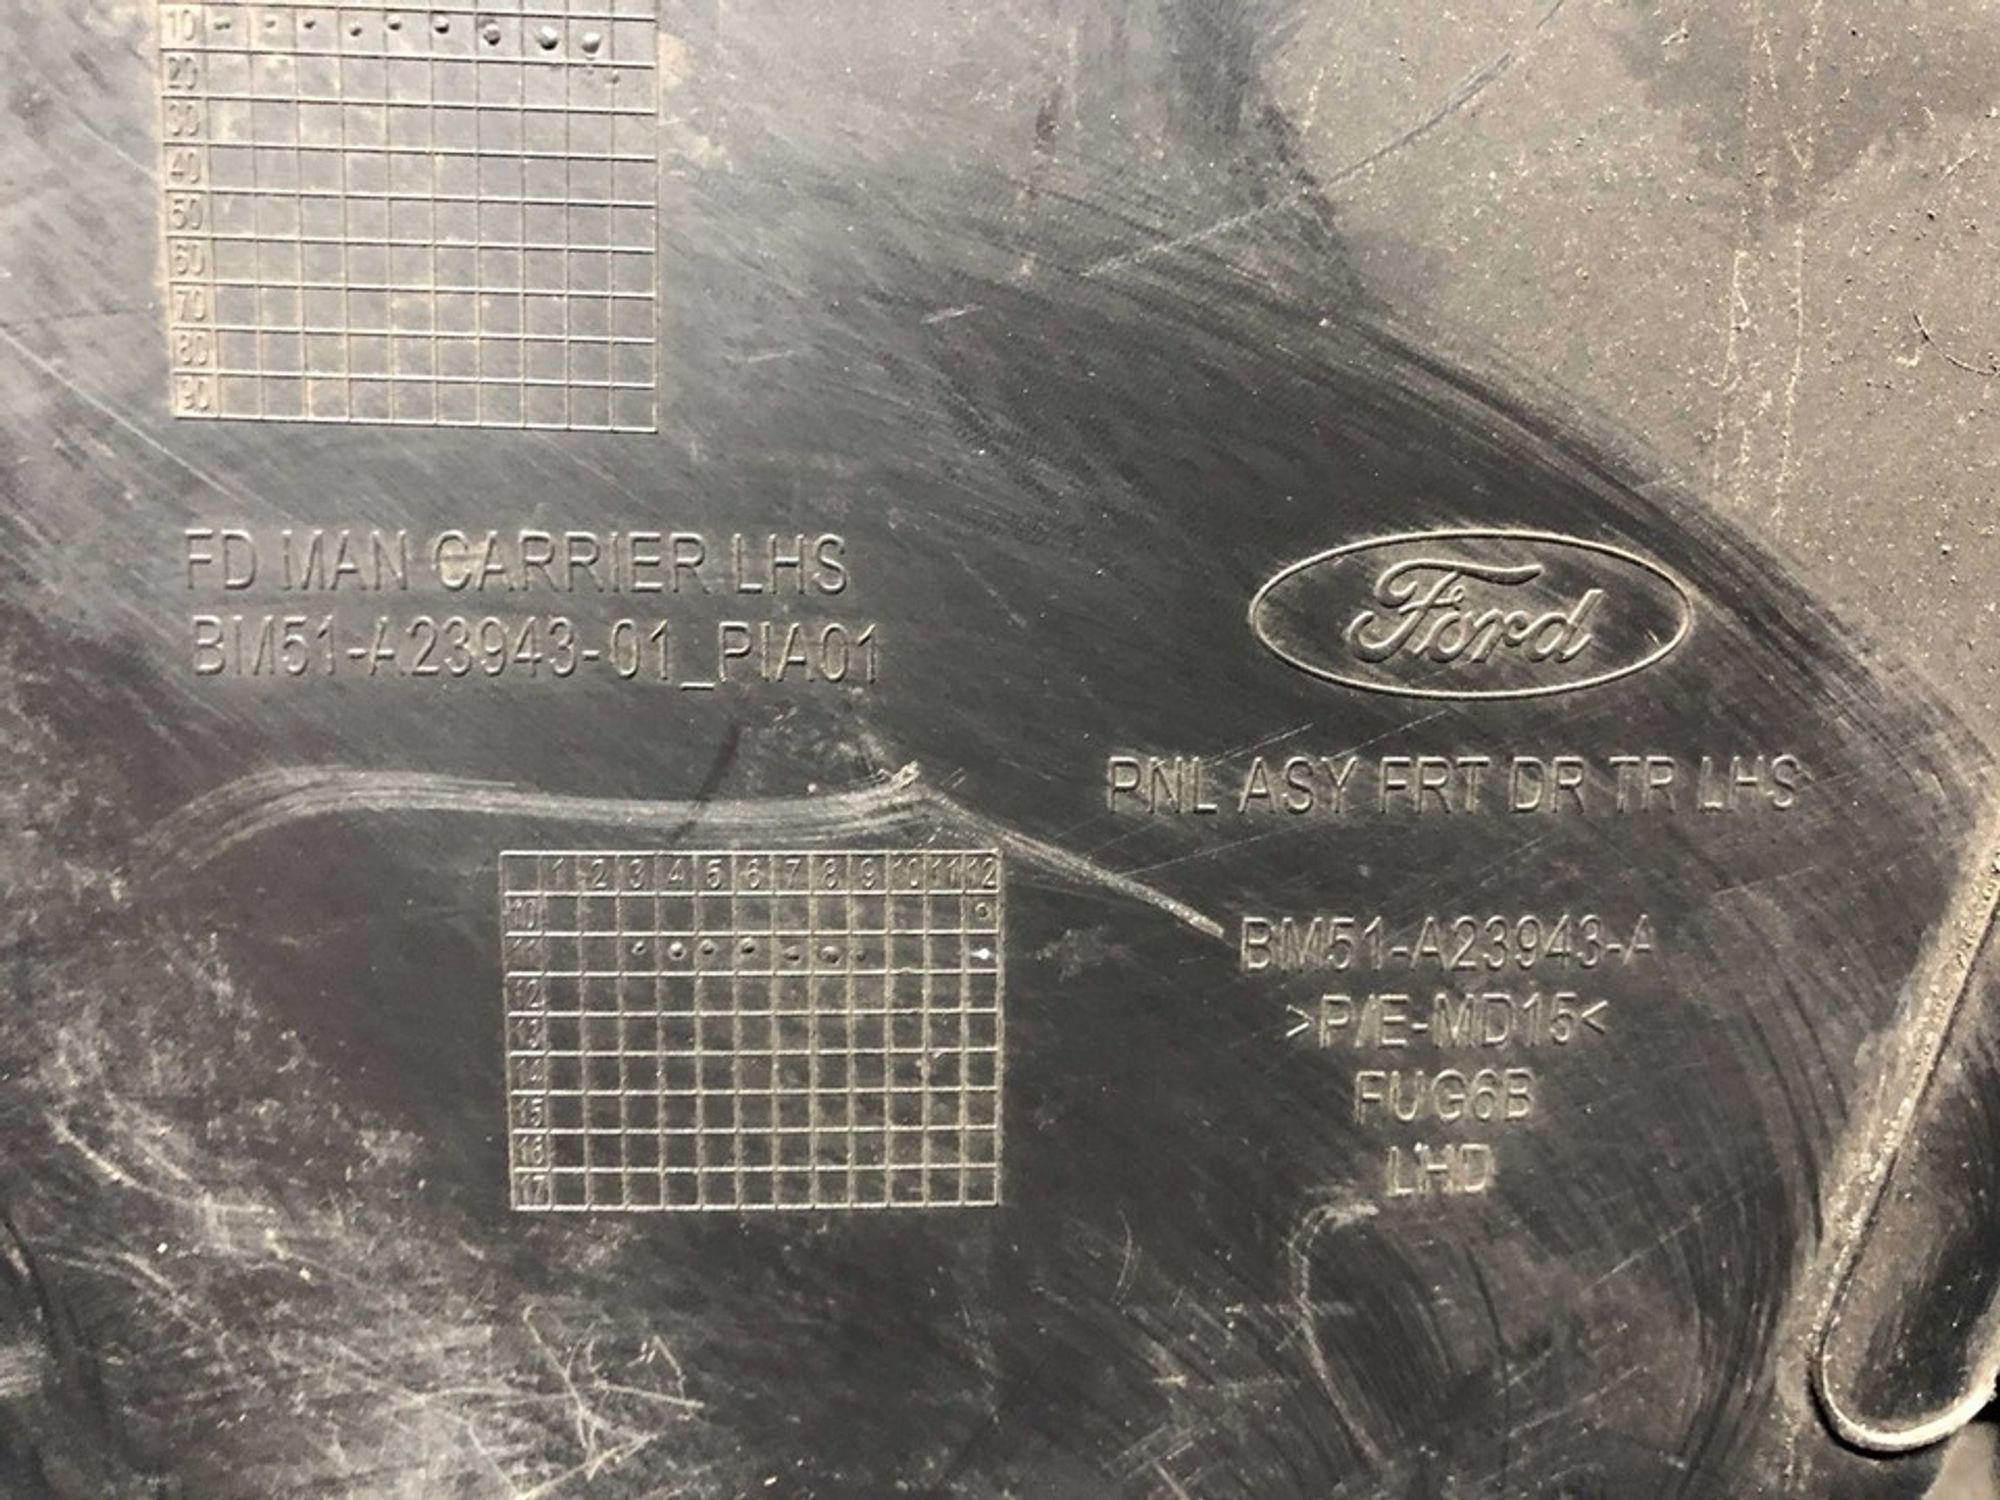 10
20
30
40
50
60
70
80
90
FD MAN CARRIER LHS
BM51-A23943-01_PIA01
Ford
PNL ASY FRT DR TR LHS
1 2 3 4 5 6 7 8 9 10 11 12
10
11
12
13
14
15
16
17
BM51-A23943-A
>P/E-MD15<
FUG6B
LHD